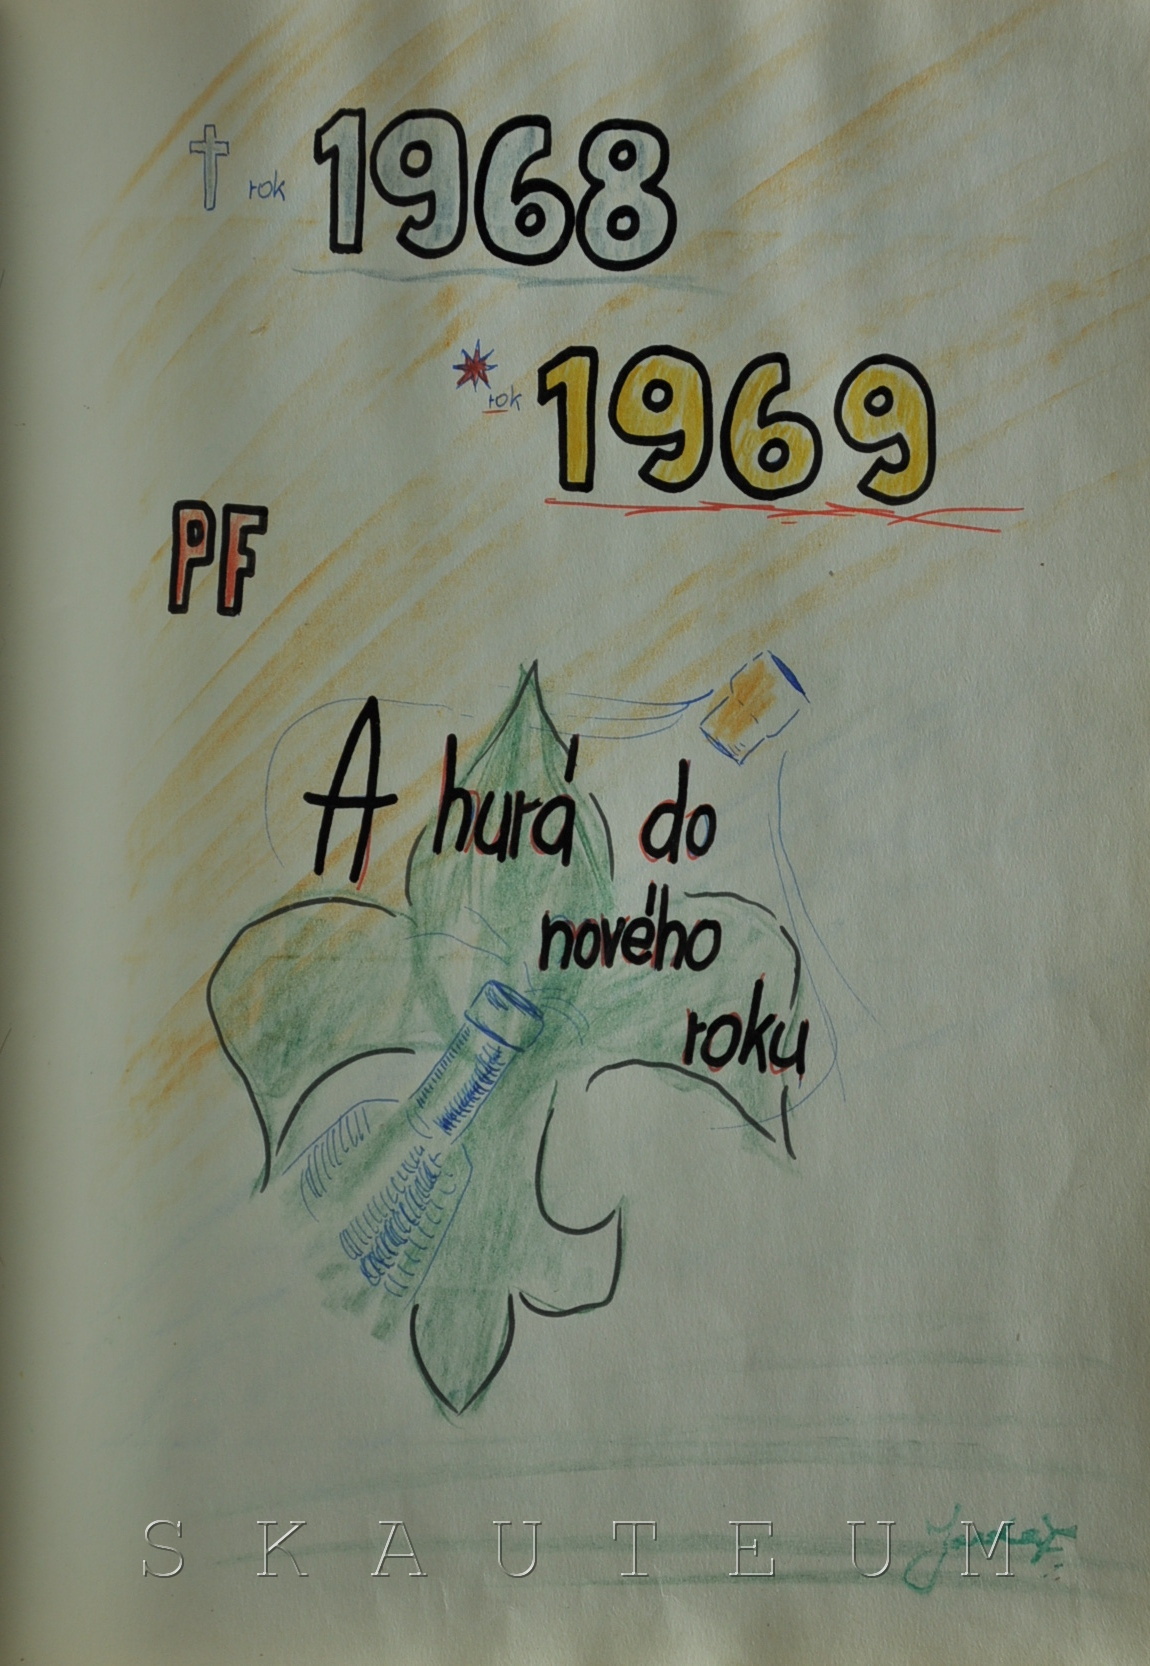 rok 1968
rok 1969
PF
A hurá do
nového
roku
SKAUTEUM